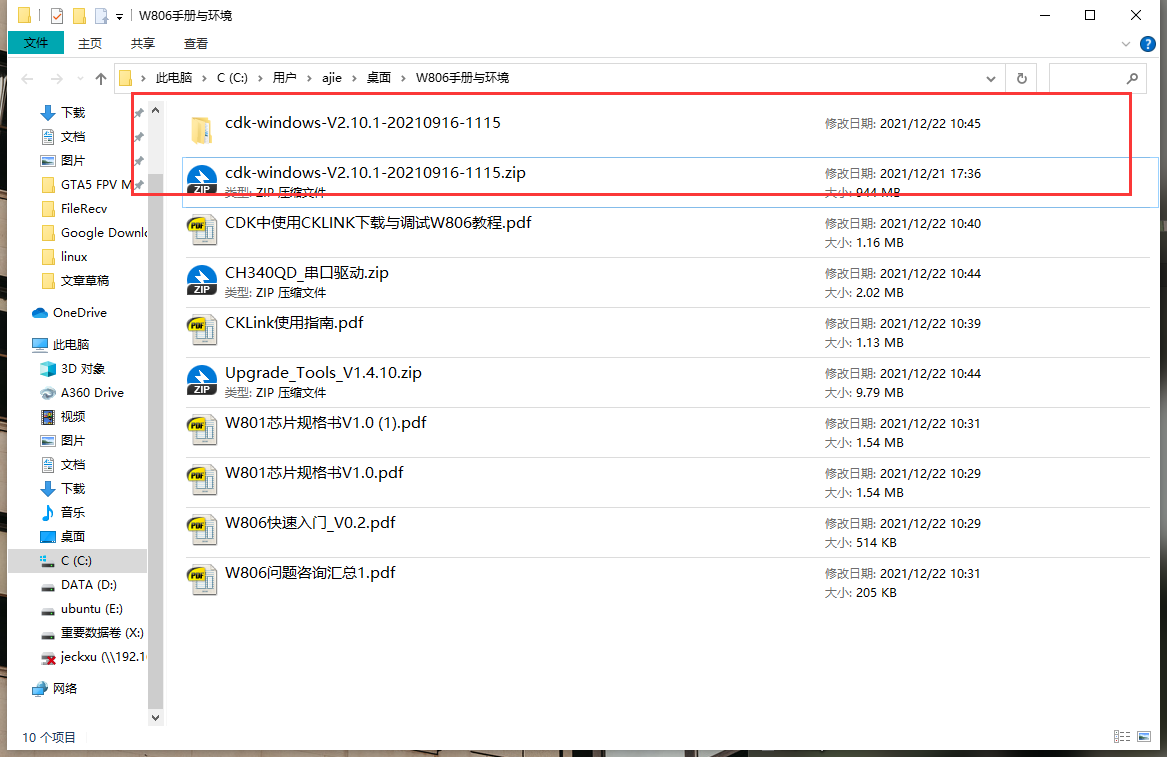 W806手册与环境
文件 主页 共享 查看
此电脑 C (C:) 用户 ajie 桌面 W806手册与环境
下载
文档
图片
GTA5 FPV M
FileRecv
Google Downlo
linux
文章草稿
OneDrive
此电脑
3D 对象
A360 Drive
视频
图片
文档
下载
音乐
桌面
C (C:)
DATA (D:)
ubuntu (E:)
重要数据卷 (X:)
jeckxu (\\192.16
网络
cdk-windows-V2.10.1-20210916-1115 修改日期: 2021/12/22 10:45
cdk-windows-V2.10.1-20210916-1115.zip 修改日期: 2021/12/21 17:36
类型: ZIP 压缩文件 大小: 944 MB
CDK中使用CKLINK下载与调试W806教程.pdf 修改日期: 2021/12/22 10:40
大小: 1.16 MB
CH340QD_串口驱动.zip 修改日期: 2021/12/22 10:44
类型: ZIP 压缩文件 大小: 2.02 MB
CKLink使用指南.pdf 修改日期: 2021/12/22 10:39
大小: 1.13 MB
Upgrade_Tools_V1.4.10.zip 修改日期: 2021/12/22 10:44
类型: ZIP 压缩文件 大小: 9.79 MB
W801芯片规格书V1.0 (1).pdf 修改日期: 2021/12/22 10:31
大小: 1.54 MB
W801芯片规格书V1.0.pdf 修改日期: 2021/12/22 10:29
大小: 1.54 MB
W806快速入门_V0.2.pdf 修改日期: 2021/12/22 10:29
大小: 514 KB
W806问题咨询汇总1.pdf 修改日期: 2021/12/22 10:31
大小: 205 KB
10 个项目